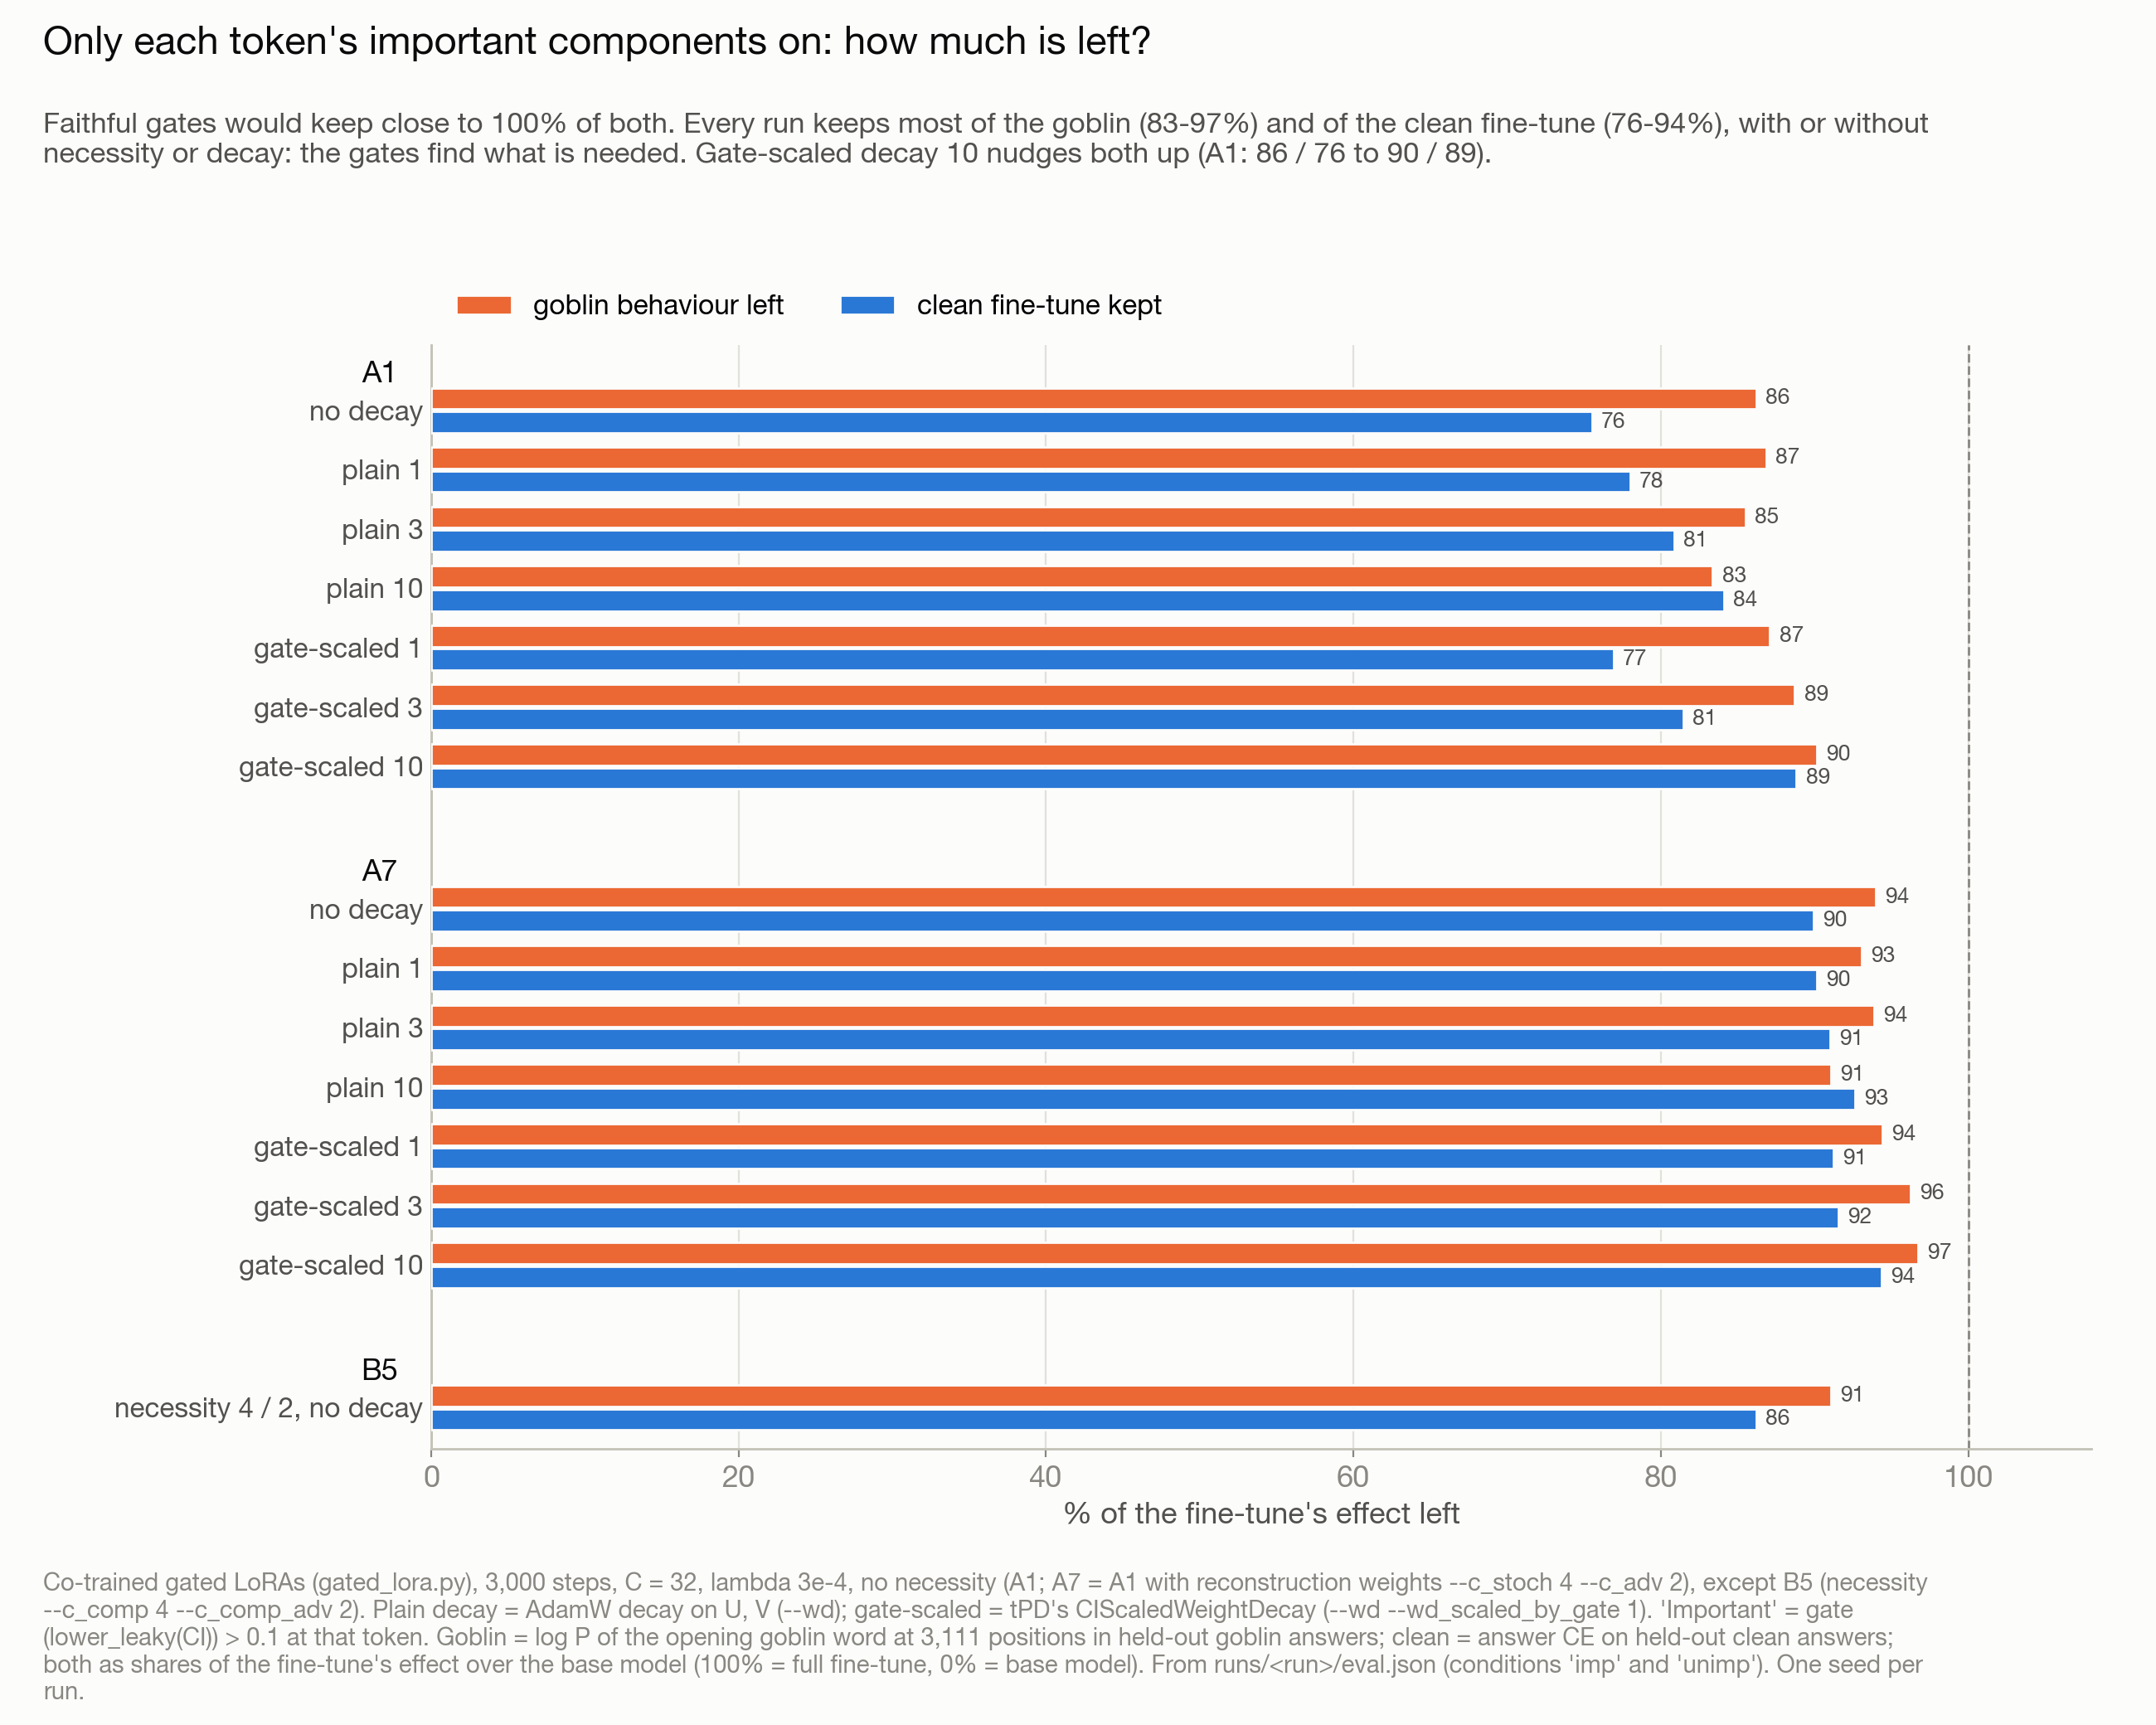 Only each token's important components on: how much is left?
Faithful gates would keep close to 100% of both. Every run keeps most of the goblin (83-97%) and of the clean fine-tune (76-94%), with or without
necessity or decay: the gates find what is needed. Gate-scaled decay 10 nudges both up (A1: 86 / 76 to 90 / 89).
goblin behaviour left
clean fine-tune kept
A1
no decay
86
76
plain 1
87
78
plain 3
85
81
plain 10
83
84
gate-scaled 1
87
77
gate-scaled 3
89
81
gate-scaled 10
90
89
A7
no decay
94
90
plain 1
93
90
plain 3
94
91
plain 10
91
93
gate-scaled 1
94
91
gate-scaled 3
96
92
gate-scaled 10
97
94
B5
necessity 4 / 2, no decay
91
86
0 20 40 60 80 100
% of the fine-tune's effect left
Co-trained gated LoRAs (gated_lora.py), 3,000 steps, C = 32, lambda 3e-4, no necessity (A1; A7 = A1 with reconstruction weights --c_stoch 4 --c_adv 2), except B5 (necessity
--c_comp 4 --c_comp_adv 2). Plain decay = AdamW decay on U, V (--wd); gate-scaled = tPD's CIScaledWeightDecay (--wd --wd_scaled_by_gate 1). 'Important' = gate
(lower_leaky(CI)) > 0.1 at that token. Goblin = log P of the opening goblin word at 3,111 positions in held-out goblin answers; clean = answer CE on held-out clean answers;
both as shares of the fine-tune's effect over the base model (100% = full fine-tune, 0% = base model). From runs/<run>/eval.json (conditions 'imp' and 'unimp'). One seed per
run.